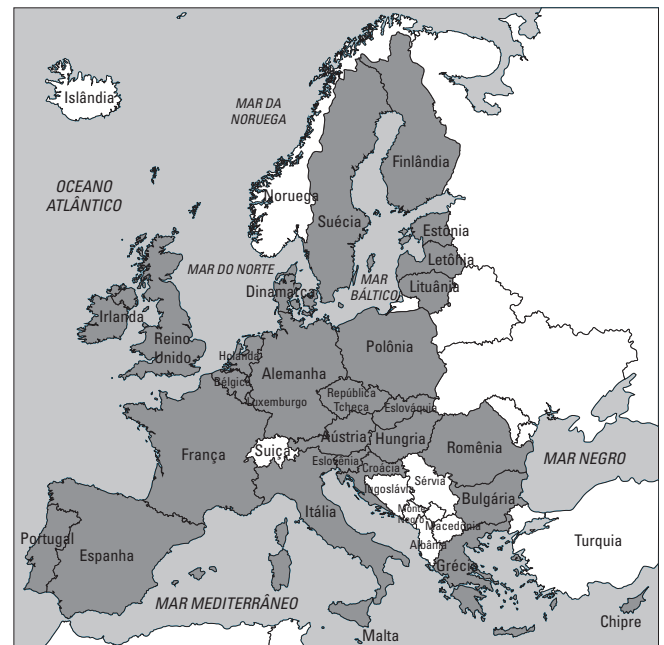 Islândia
MAR DA
NORUEGA
Finlândia
OCEANO
ATLÂNTICO
Noruega
Suécia
Estônia
Letônia
MAR DO NORTE
MAR
BÁLTICO
Lituânia
Dinamarca
Irlanda
Reino
Unido
Holanda
Polônia
Bélgica
Alemanha
Luxemburgo
República
Tcheca
Eslováquia
Áustria
Hungria
Romênia
França
Suíça
Eslovênia
Croácia
MAR NEGRO
Iugoslávia
Sérvia
Bulgária
Itália
Monte
Negro
Macedônia
Albânia
Turquia
Portugal
Espanha
Grécia
MAR MEDITERRÂNEO
Malta
Chipre